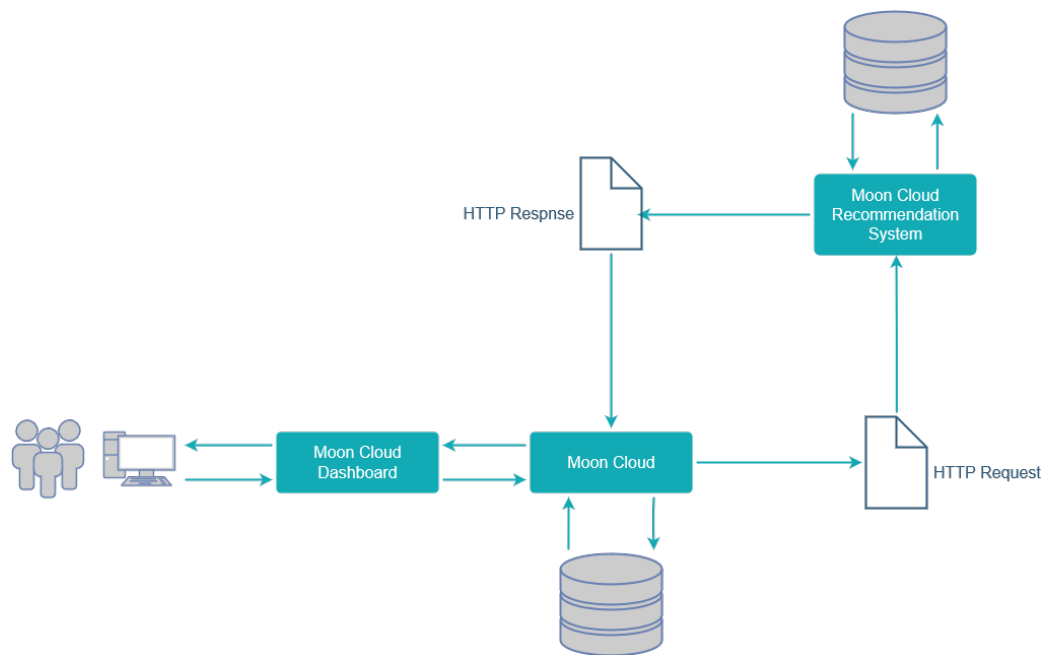 Moon Cloud
Recommendation
System
HTTP Respnse
Moon Cloud
Dashboard
Moon Cloud
HTTP Request